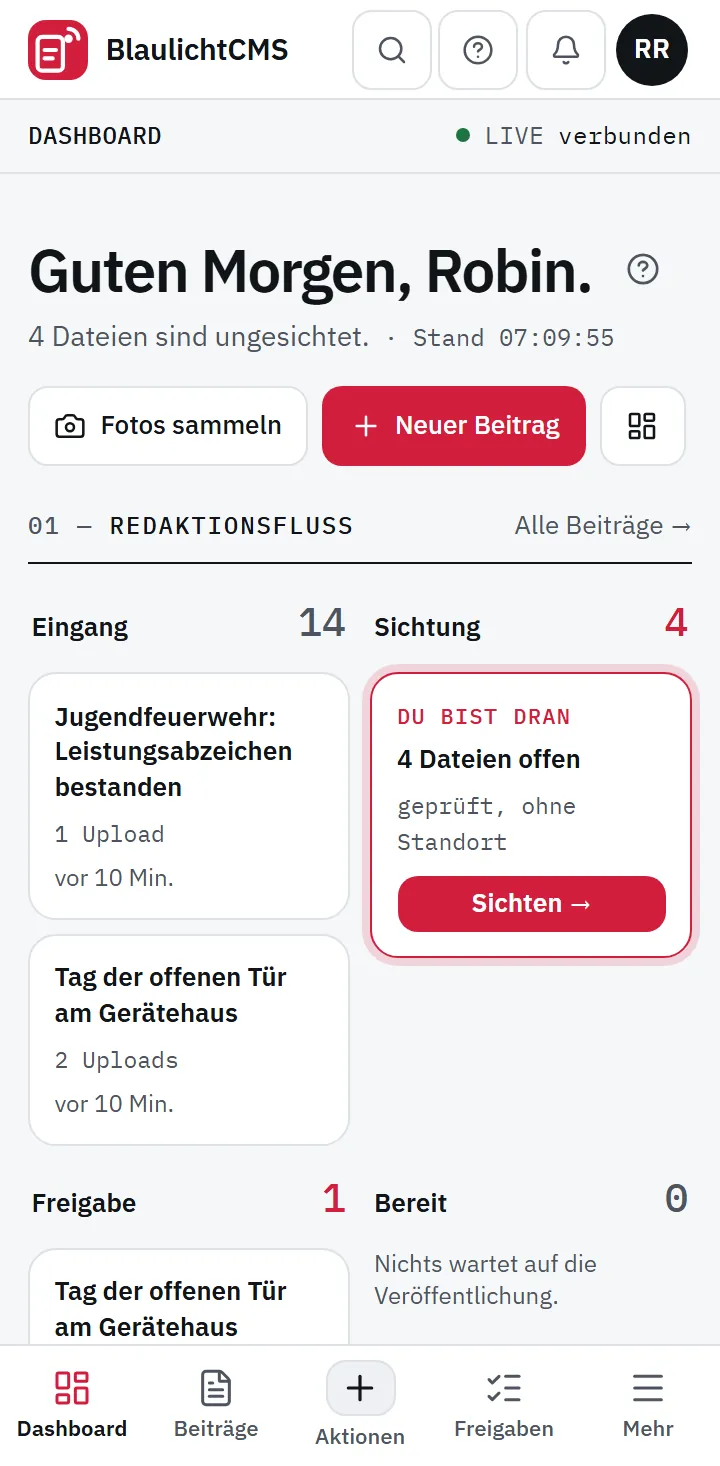 BlaulichtCMS
RR
DASHBOARD
LIVE verbunden
Guten Morgen, Robin.
4 Dateien sind ungesichtet. · Stand 07:09:55
Fotos sammeln
Neuer Beitrag
01 — REDAKTIONSFLUSS
Alle Beiträge →
Eingang 14
Jugendfeuerwehr:
Leistungsabzeichen
bestanden
1 Upload
vor 10 Min.
Tag der offenen Tür
am Gerätehaus
2 Uploads
vor 10 Min.
Sichtung 4
DU BIST DRAN
4 Dateien offen
geprüft, ohne
Standort
Sichten →
Freigabe 1
Tag der offenen Tür
am Gerätehaus
Bereit 0
Nichts wartet auf die
Veröffentlichung.
Dashboard
Beiträge
Aktionen
Freigaben
Mehr